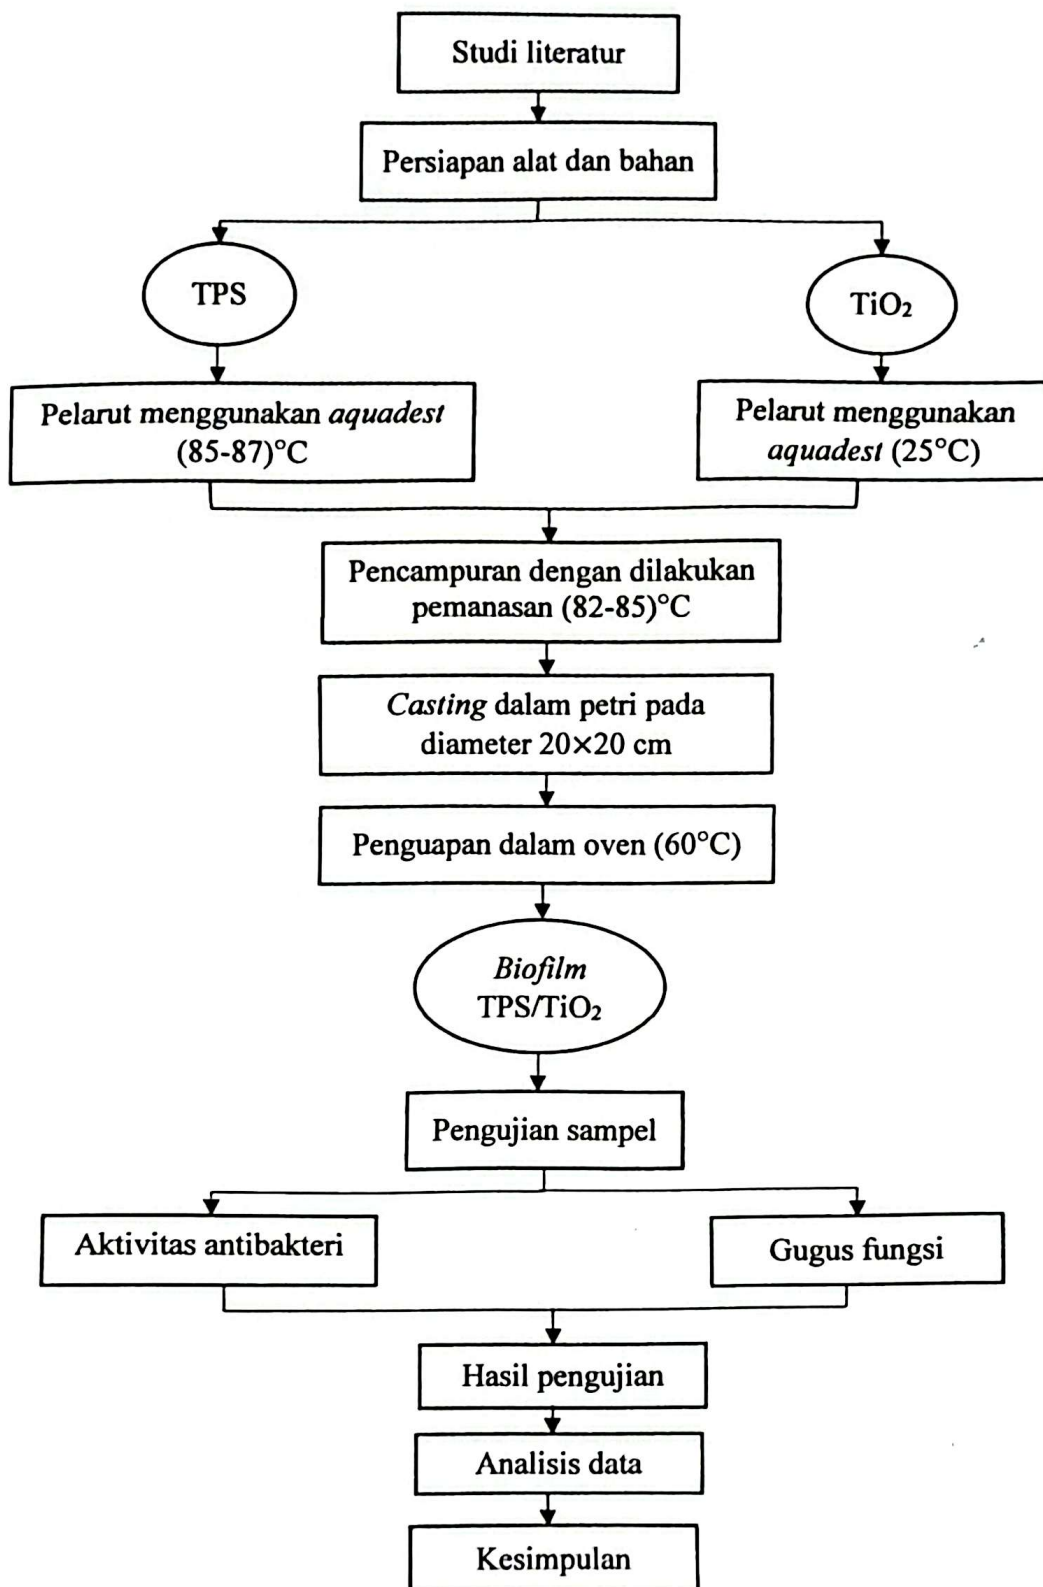 Studi literatur
Persiapan alat dan bahan
TPS
TiO₂
Pelarut menggunakan aquadest
(85-87)°C
Pelarut menggunakan
aquadest (25°C)
Pencampuran dengan dilakukan
pemanasan (82-85)°C
Casting dalam petri pada
diameter 20×20 cm
Penguapan dalam oven (60°C)
Biofilm
TPS/TiO₂
Pengujian sampel
Aktivitas antibakteri
Gugus fungsi
Hasil pengujian
Analisis data
Kesimpulan